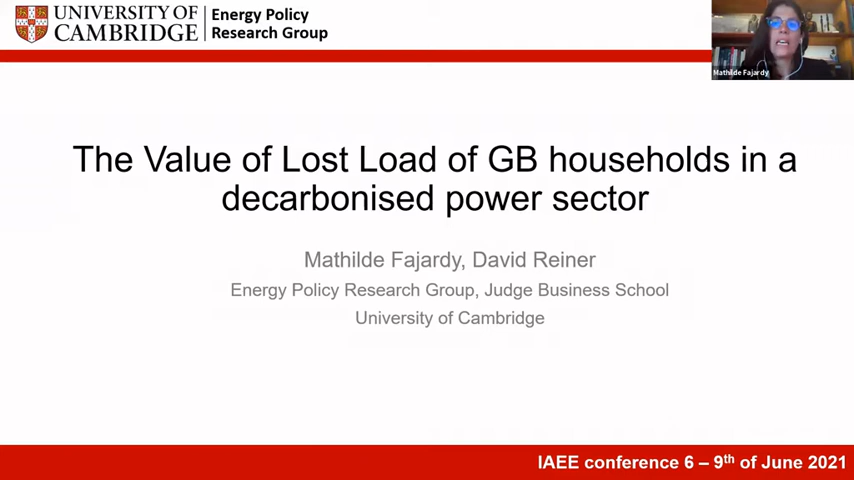 UNIVERSITY OF
CAMBRIDGE
Energy Policy
Research Group
Mathilde Fajardy
The Value of Lost Load of GB households in a
decarbonised power sector
Mathilde Fajardy, David Reiner
Energy Policy Research Group, Judge Business School
University of Cambridge
IAEE conference 6 – 9th of June 2021